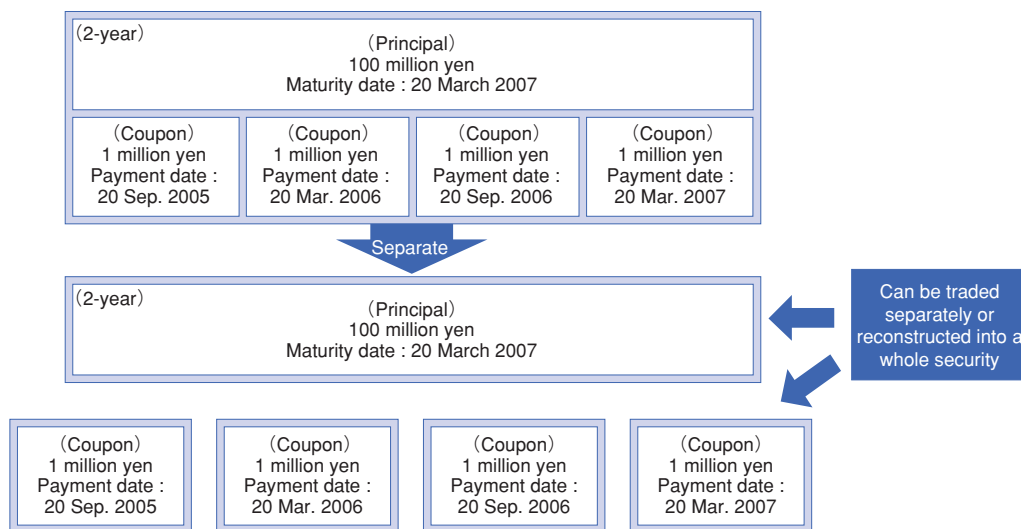 (2-year)
(Principal)
100 million yen
Maturity date : 20 March 2007
(Coupon)
1 million yen
Payment date :
20 Sep. 2005
(Coupon)
1 million yen
Payment date :
20 Mar. 2006
(Coupon)
1 million yen
Payment date :
20 Sep. 2006
(Coupon)
1 million yen
Payment date :
20 Mar. 2007
Separate
(2-year)
(Principal)
100 million yen
Maturity date : 20 March 2007
Can be traded
separately or
reconstructed into a
whole security
(Coupon)
1 million yen
Payment date :
20 Sep. 2005
(Coupon)
1 million yen
Payment date :
20 Mar. 2006
(Coupon)
1 million yen
Payment date :
20 Sep. 2006
(Coupon)
1 million yen
Payment date :
20 Mar. 2007